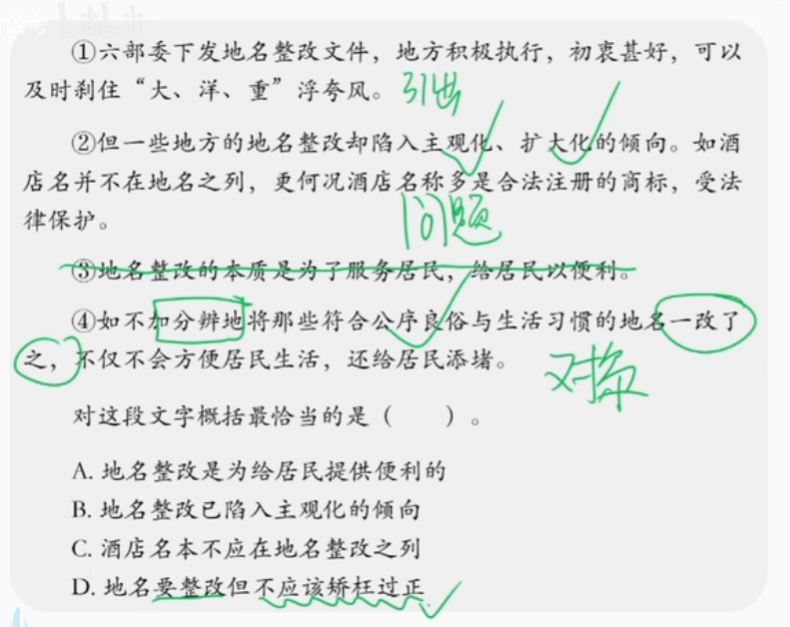 ①六部委下发地名整改文件，地方积极执行，初衷甚好，可以
及时刹住“大、洋、重”浮夸风。 引出
②但一些地方的地名整改却陷入主观化、扩大化的倾向。如酒
店名并不在地名之列，更何况酒店名称多是合法注册的商标，受法
律保护。 问题
③地名整改的本质是为了服务居民，给居民以便利。
④如不加分辨地将那些符合公序良俗与生活习惯的地名一改了
之，不仅不会方便居民生活，还给居民添堵。
对策
对这段文字概括最恰当的是（ ）。
A. 地名整改是为给居民提供便利的
B. 地名整改已陷入主观化的倾向
C. 酒店名本不应在地名整改之列
D. 地名要整改但不应该矫枉过正